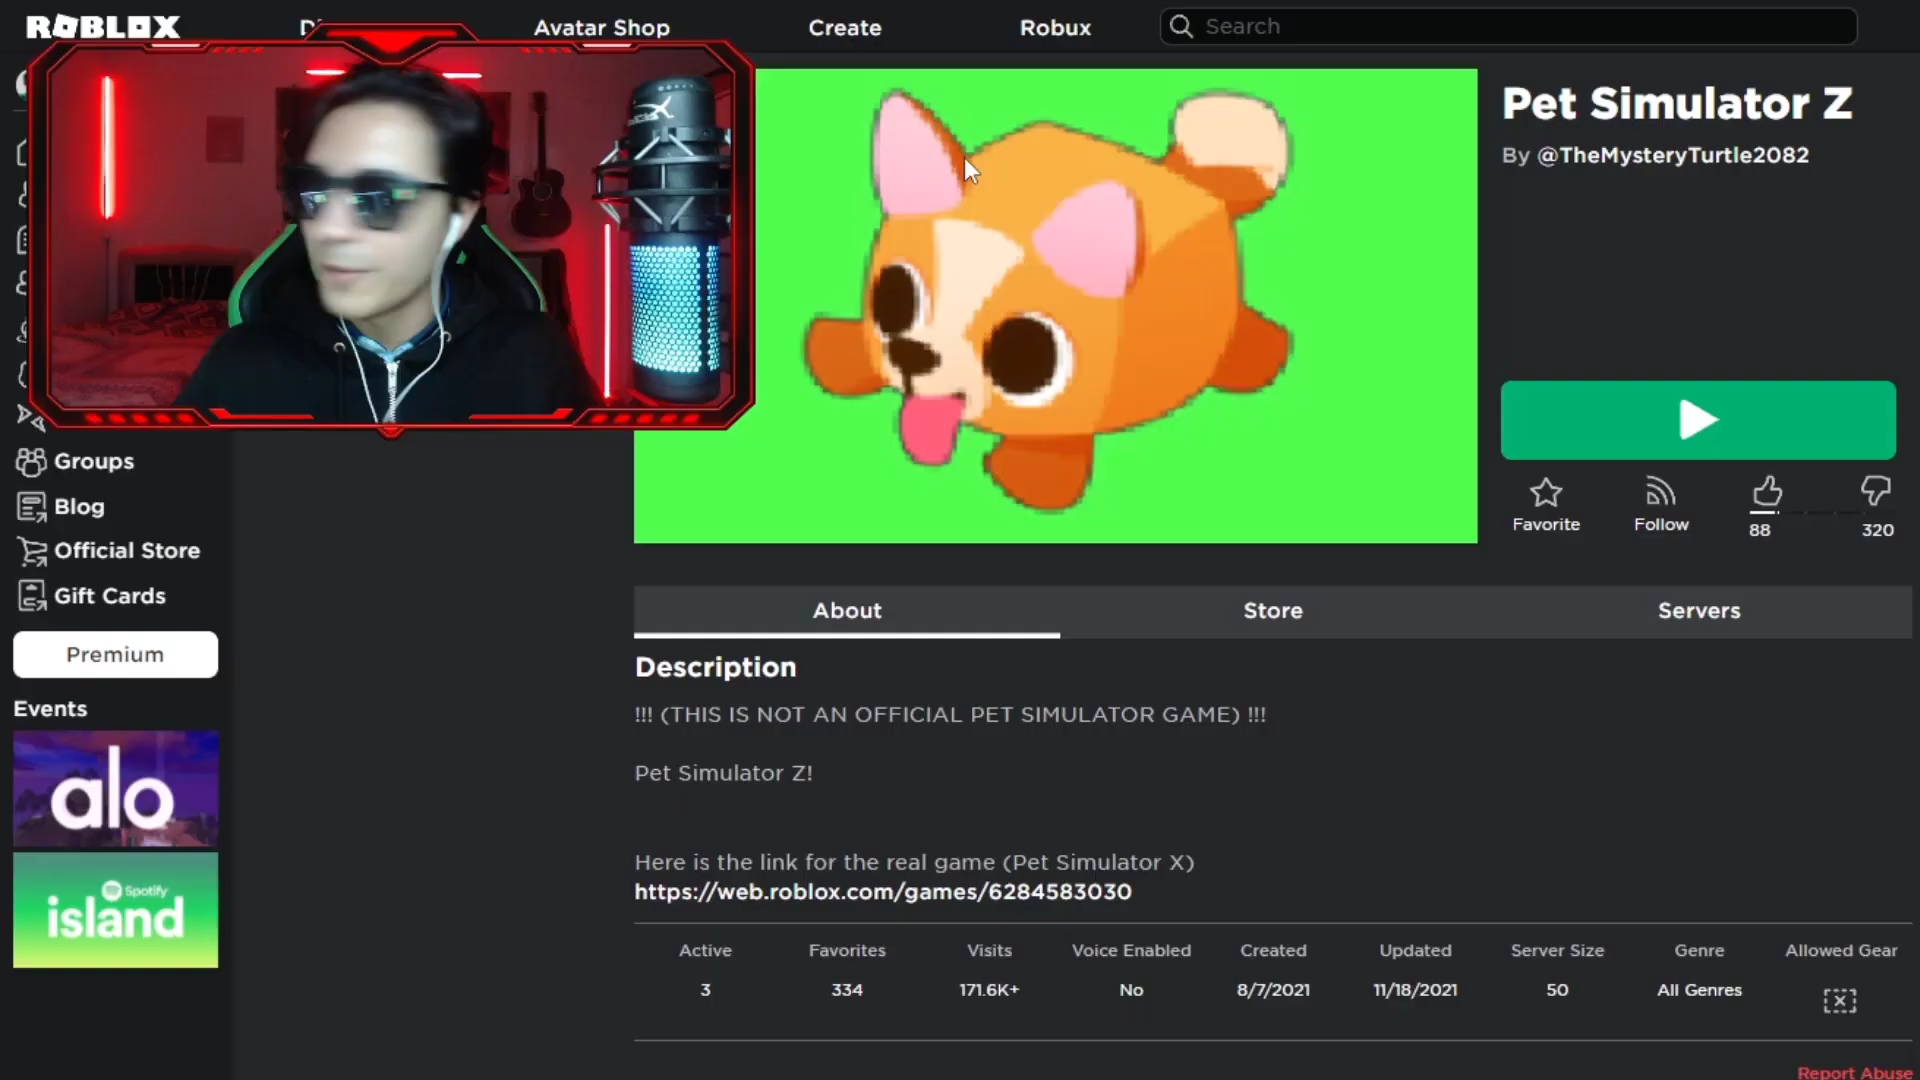 ROBLOX
Avatar Shop
Create
Robux
Search
Pet Simulator Z
By @TheMysteryTurtle2082
Groups
Blog
Official Store
Gift Cards
Premium
Events
alo
Spotify
island
Favorite
Follow
88
320
About
Store
Servers
Description
!!! (THIS IS NOT AN OFFICIAL PET SIMULATOR GAME) !!!
Pet Simulator Z!
Here is the link for the real game (Pet Simulator X)
https://web.roblox.com/games/6284583030
Active
Favorites
Visits
Voice Enabled
Created
Updated
Server Size
Genre
Allowed Gear
3
334
171.6K+
No
8/7/2021
11/18/2021
50
All Genres
Report Abuse